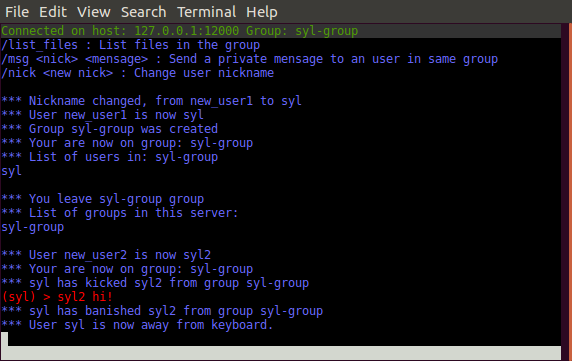 File Edit View Search Terminal Help
Connected on host: 127.0.0.1:12000 Group: syl-group
/list_files : List files in the group
/msg <nick> <mensage> : Send a private mensage to an user in same group
/nick <new nick> : Change user nickname
*** Nickname changed, from new_user1 to syl
*** User new_user1 is now syl
*** Group syl-group was created
*** Your are now on group: syl-group
*** List of users in: syl-group
syl
*** You leave syl-group group
*** List of groups in this server:
syl-group
*** User new_user2 is now syl2
*** Your are now on group: syl-group
*** syl has kicked syl2 from group syl-group
(syl) > syl2 hi!
*** syl has banished syl2 from group syl-group
*** User syl is now away from keyboard.